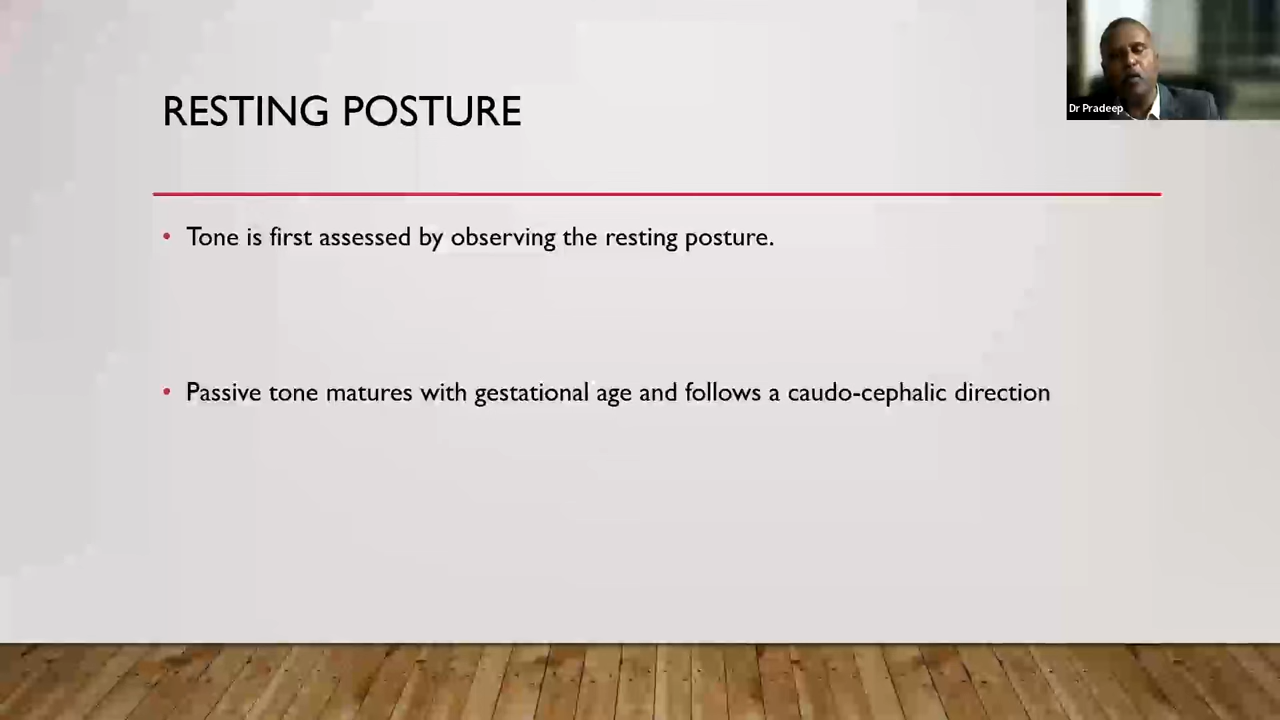 Dr Pradeep
RESTING POSTURE
• Tone is first assessed by observing the resting posture.
• Passive tone matures with gestational age and follows a caudo-cephalic direction